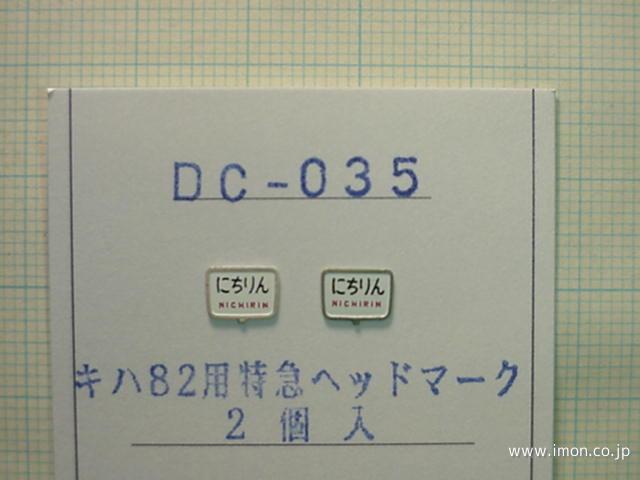 DC-035
にちりん
NICHIRIN
にちりん
NICHIRIN
キハ82用特急ヘッドマーク
2個入
www.imon.co.jp